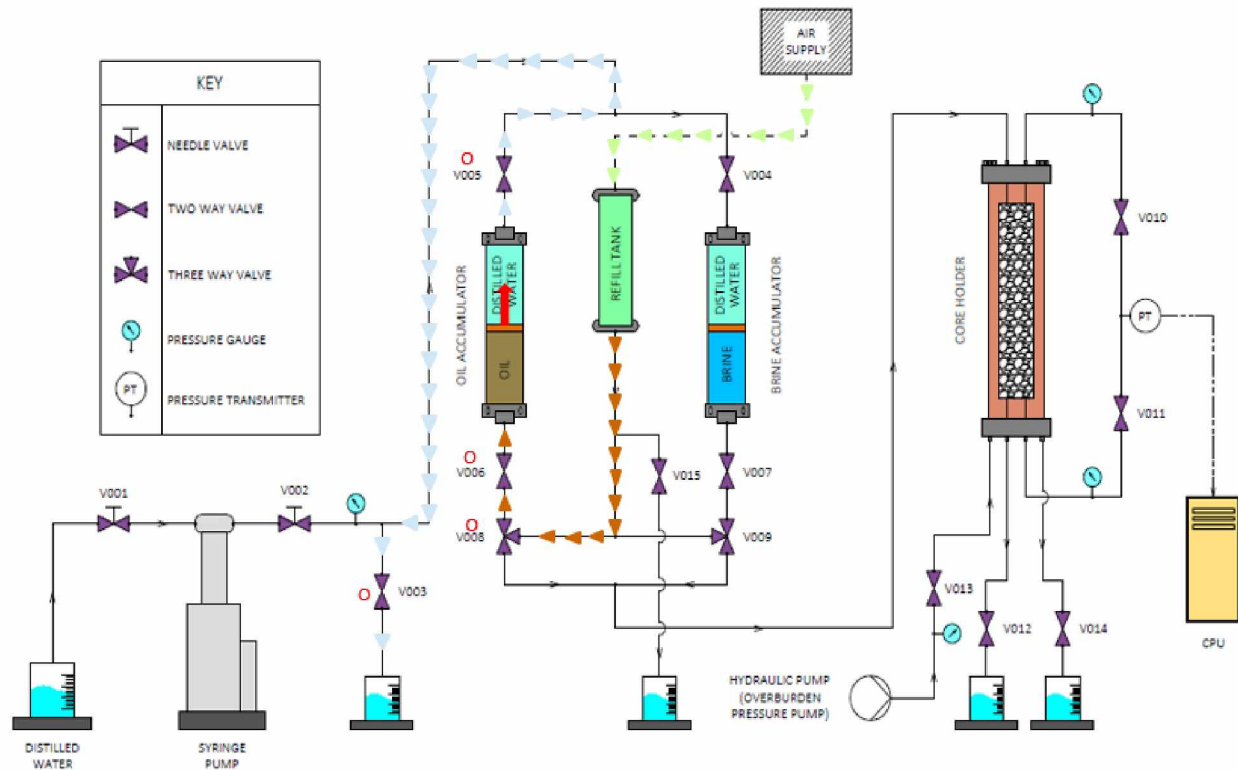 AIR
SUPPLY
KEY
NEEDLE VALVE
TWO WAY VALVE
THREE WAY VALVE
PRESSURE GAUGE
PT
PRESSURE TRANSMITTER
O
V005
V004
OIL ACCUMULATOR
DISTILLED
WATER
OIL
REFILL TANK
DISTILLED
WATER
BRINE
BRINE ACCUMULATOR
O
V006
V007
V015
O
V008
V009
V001
V002
O
V003
DISTILLED
WATER
SYRINGE
PUMP
CORE HOLDER
V010
PT
V011
V013
V012
V014
HYDRAULIC PUMP
(OVERBURDEN
PRESSURE PUMP)
CPU